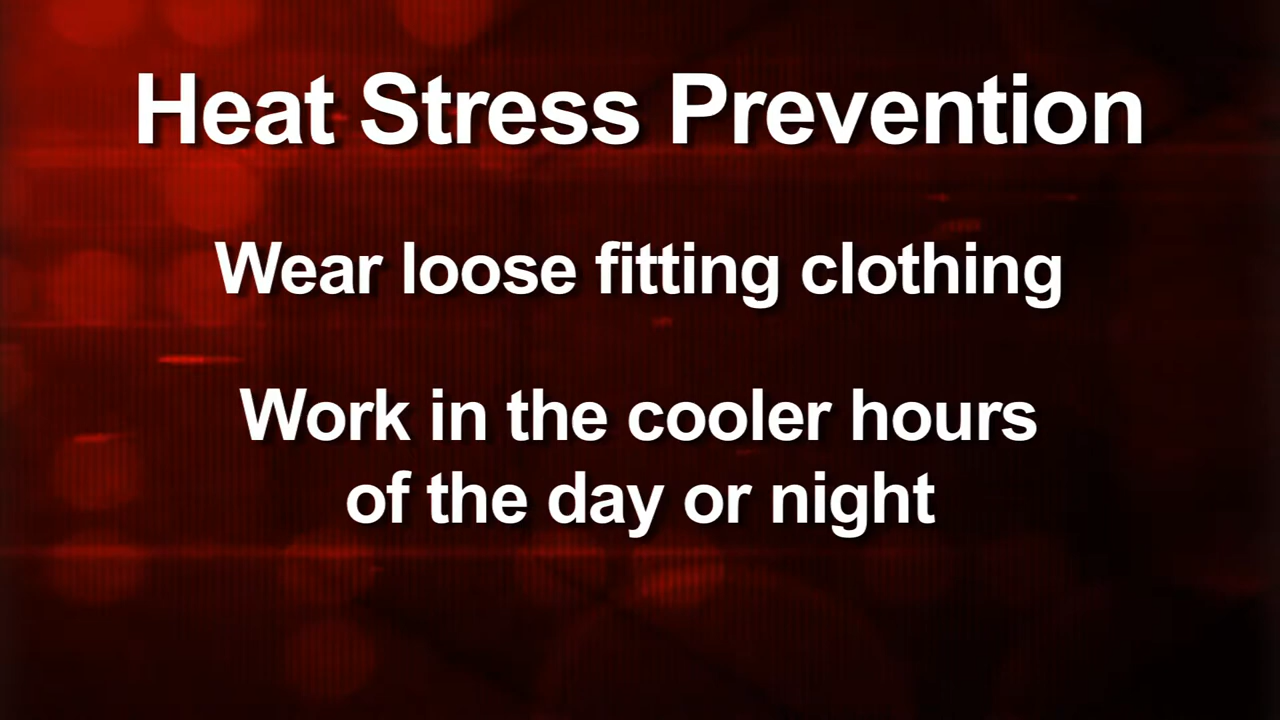 Heat Stress Prevention
Wear loose fitting clothing
Work in the cooler hours
of the day or night